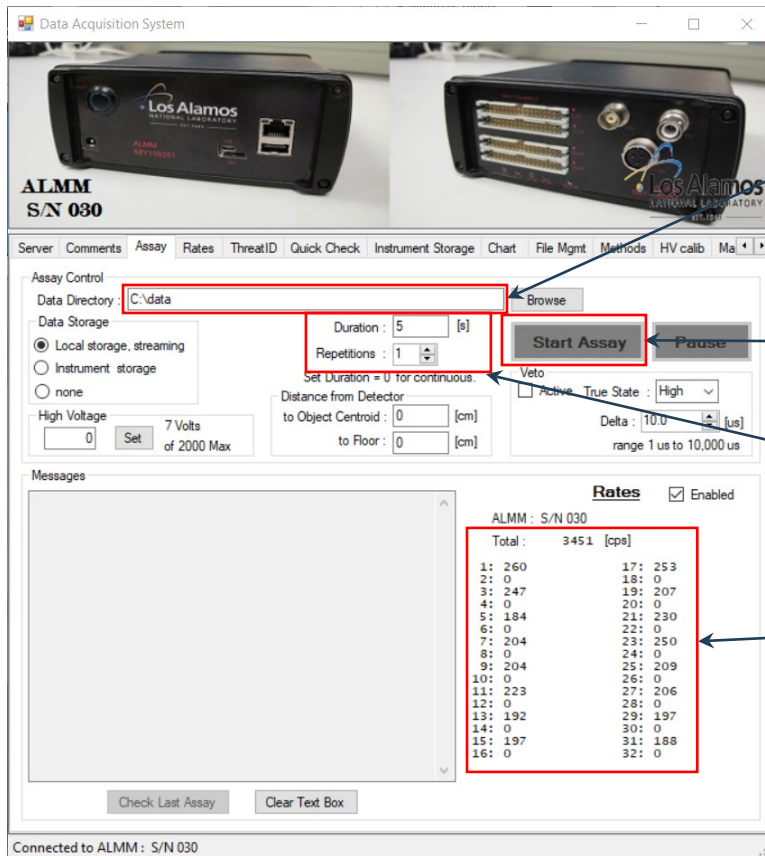 Data Acquisition System
Los Alamos
NATIONAL LABORATORY
EST. 1943
ALMM
ALMM
S/N 030
Los Alamos
NATIONAL LABORATORY
EST. 1943
Server Comments Assay Rates ThreatID Quick Check Instrument Storage Chart File Mgmt Methods HV calib Ma
Assay Control
Data Directory : C:\data Browse
Data Storage
Local storage, streaming
Instrument storage
none
Duration : 5 [s]
Repetitions : 1
Set Duration = 0 for continuous.
Start Assay Pause
High Voltage
0 Set 7 Volts
of 2000 Max
Distance from Detector
to Object Centroid : 0 [cm]
to Floor : 0 [cm]
Veto
Active True State : High
Delta : 10.0 [us]
range 1 us to 10,000 us
Messages
Rates Enabled
ALMM : S/N 030
Total : 3451 [cps]
1: 260 17: 253
2: 0 18: 0
3: 247 19: 207
4: 0 20: 0
5: 184 21: 230
6: 0 22: 0
7: 204 23: 250
8: 0 24: 0
9: 204 25: 209
10: 0 26: 0
11: 223 27: 206
12: 0 28: 0
13: 192 29: 197
14: 0 30: 0
15: 197 31: 188
16: 0 32: 0
Check Last Assay Clear Text Box
Connected to ALMM : S/N 030